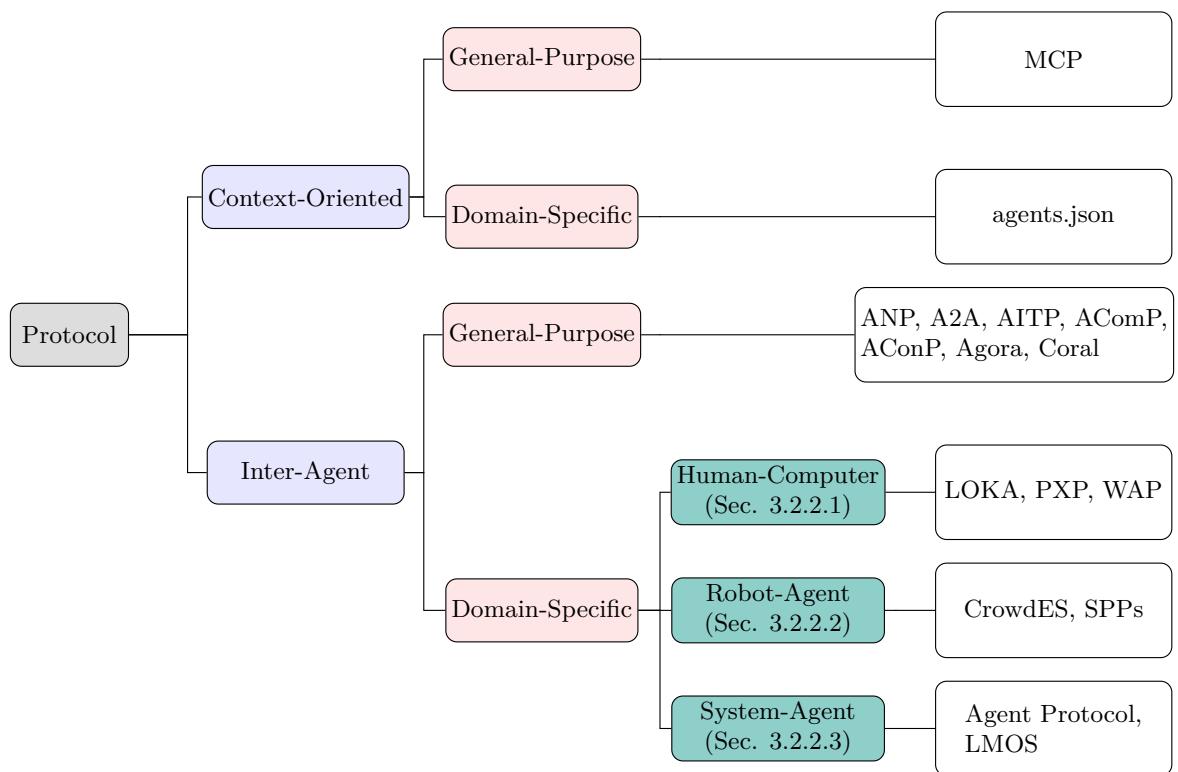 General-Purpose
MCP
Context-Oriented
Domain-Specific
agents.json
Protocol
General-Purpose
ANP, A2A, AITP, AComP,
AConP, Agora, Coral
Inter-Agent
Domain-Specific
Human-Computer
(Sec. 3.2.2.1)
LOKA, PXP, WAP
Robot-Agent
(Sec. 3.2.2.2)
CrowdES, SPPs
System-Agent
(Sec. 3.2.2.3)
Agent Protocol,
LMOS